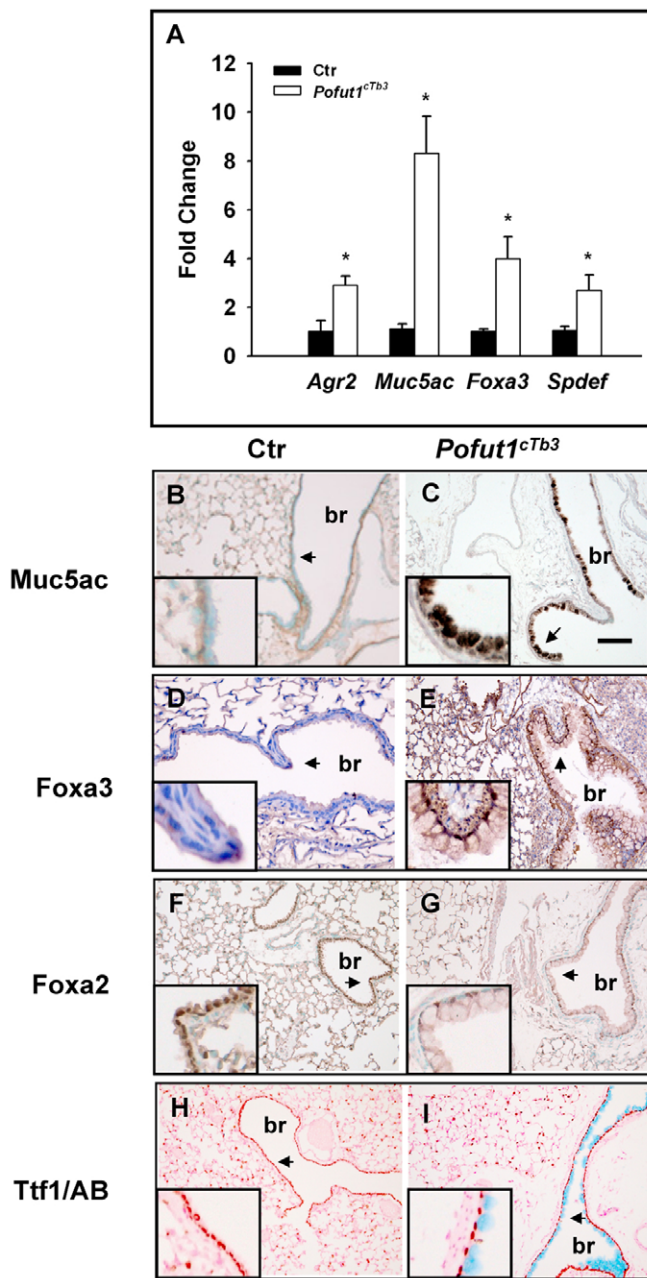 A
12
10
8
6
4
2
0
Fold Change
Ctr
Pofut1cTb3
*
*
*
*
Agr2 Muc5ac Foxa3 Spdef
Ctr Pofut1cTb3
Muc5ac
B
br
C
br
Foxa3
D
br
E
br
Foxa2
F
br
G
br
Ttf1/AB
H
br
I
br